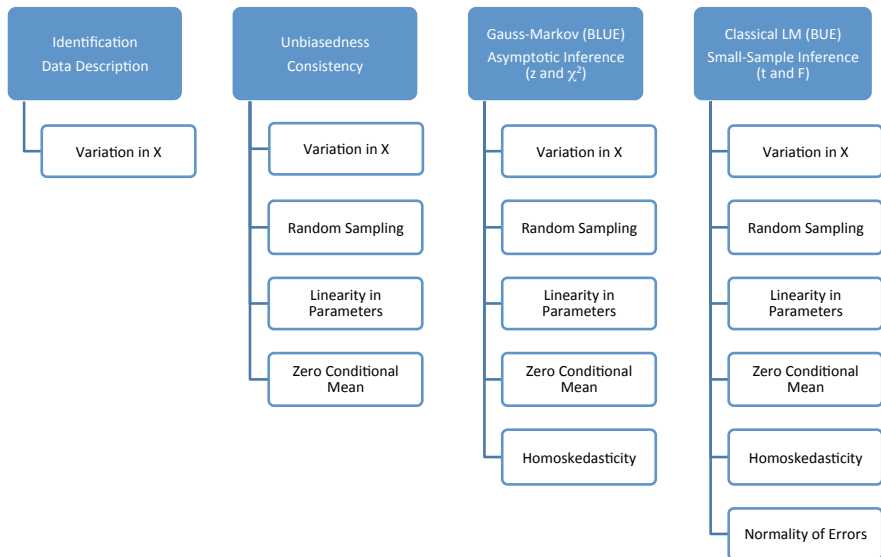 Identification
Data Description
Variation in X
Unbiasedness
Consistency
Variation in X
Random Sampling
Linearity in
Parameters
Zero Conditional
Mean
Gauss-Markov (BLUE)
Asymptotic Inference
(z and χ²)
Variation in X
Random Sampling
Linearity in
Parameters
Zero Conditional
Mean
Homoskedasticity
Classical LM (BUE)
Small-Sample Inference
(t and F)
Variation in X
Random Sampling
Linearity in
Parameters
Zero Conditional
Mean
Homoskedasticity
Normality of Errors